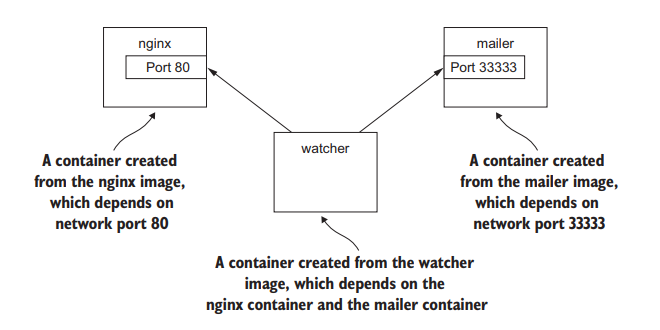 nginx
Port 80
mailer
Port 33333
watcher
A container created
from the nginx image,
which depends on
network port 80
A container created
from the mailer image,
which depends on
network port 33333
A container created from the watcher
image, which depends on the
nginx container and the mailer container